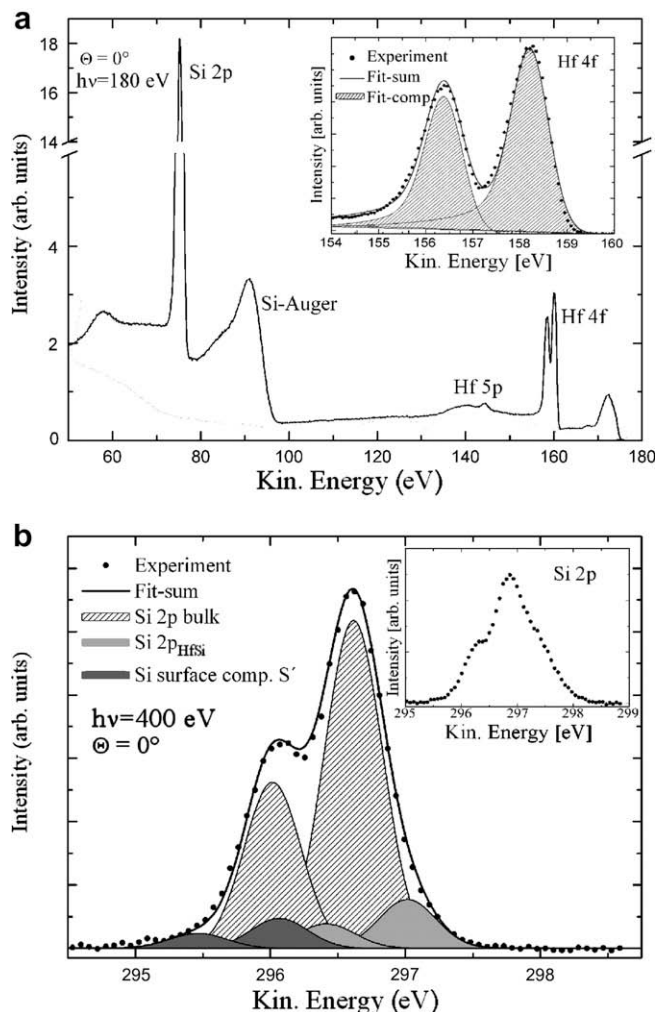 a
Θ = 0°
hν=180 eV
Si 2p
Si-Auger
Hf 5p
Hf 4f
18
16
14
4
2
0
Intensity (arb. units)
60 80 100 120 140 160 180
Kin. Energy (eV)
Experiment
Fit-sum
Fit-comp.
Hf 4f
Intensity [arb. units]
154 155 156 157 158 159 160
Kin. Energy [eV]
b
Experiment
Fit-sum
Si 2p bulk
Si 2p HfSi
Si surface comp. S´
hν=400 eV
Θ = 0°
Intensity (arb. units)
295 296 297 298
Kin. Energy (eV)
Si 2p
Intensity [arb. units]
295 296 297 298 299
Kin. Energy [eV]